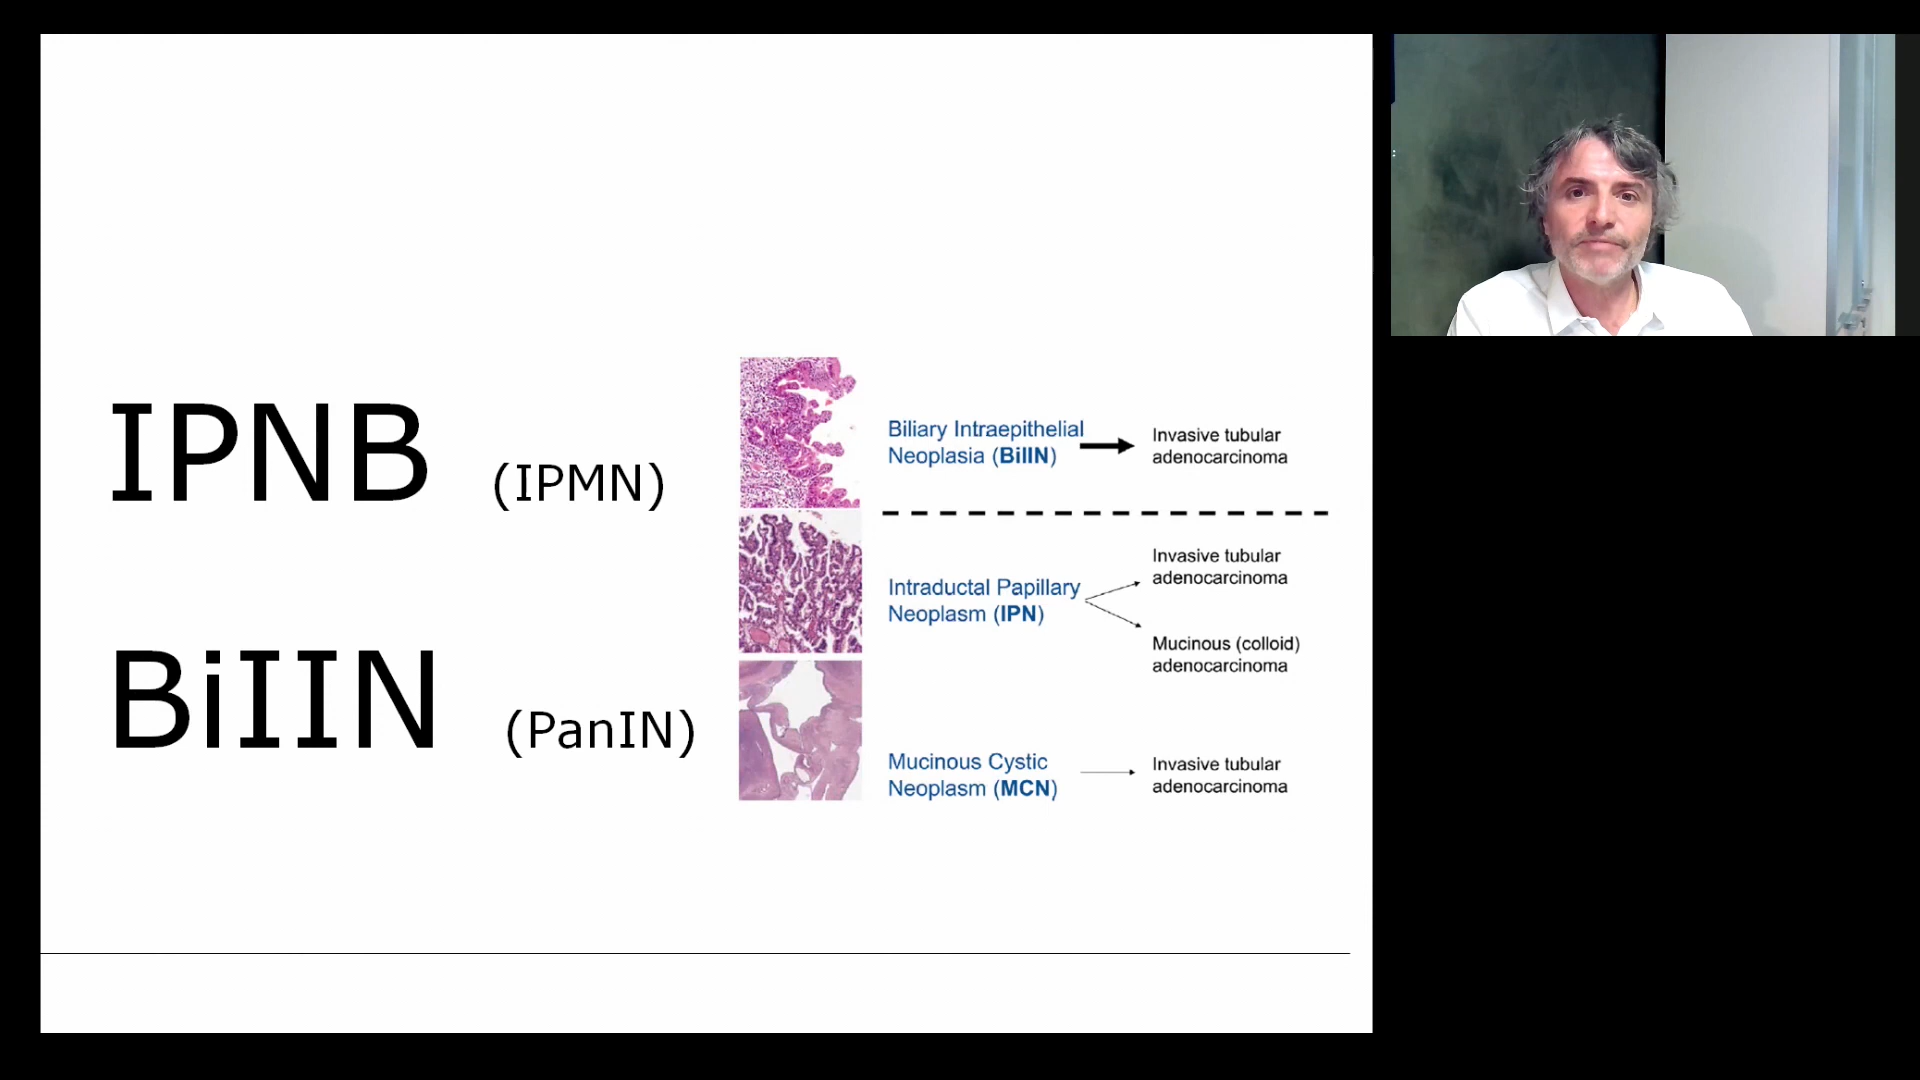 IPNB (IPMN)
BiIIN (PanIN)
Biliary Intraepithelial
Neoplasia (BilIN)
Invasive tubular
adenocarcinoma
Intraductal Papillary
Neoplasm (IPN)
Invasive tubular
adenocarcinoma
Mucinous (colloid)
adenocarcinoma
Mucinous Cystic
Neoplasm (MCN)
Invasive tubular
adenocarcinoma